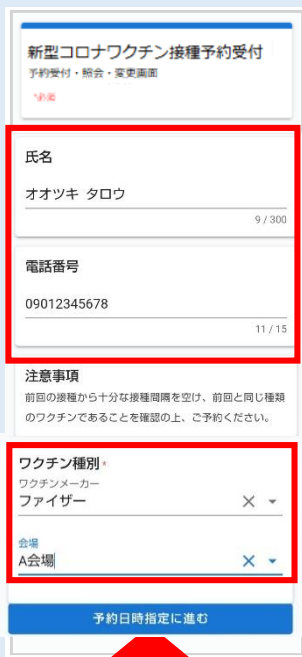 新型コロナワクチン接種予約受付
予約受付・照会・変更画面
*必須
氏名
オオツキ タロウ
9 / 300
電話番号
09012345678
11 / 15
注意事項
前回の接種から十分な接種間隔を空け、前回と同じ種類
のワクチンであることを確認の上、ご予約ください。
ワクチン種別*
ワクチンメーカー
ファイザー
会場
A会場
予約日時指定に進む